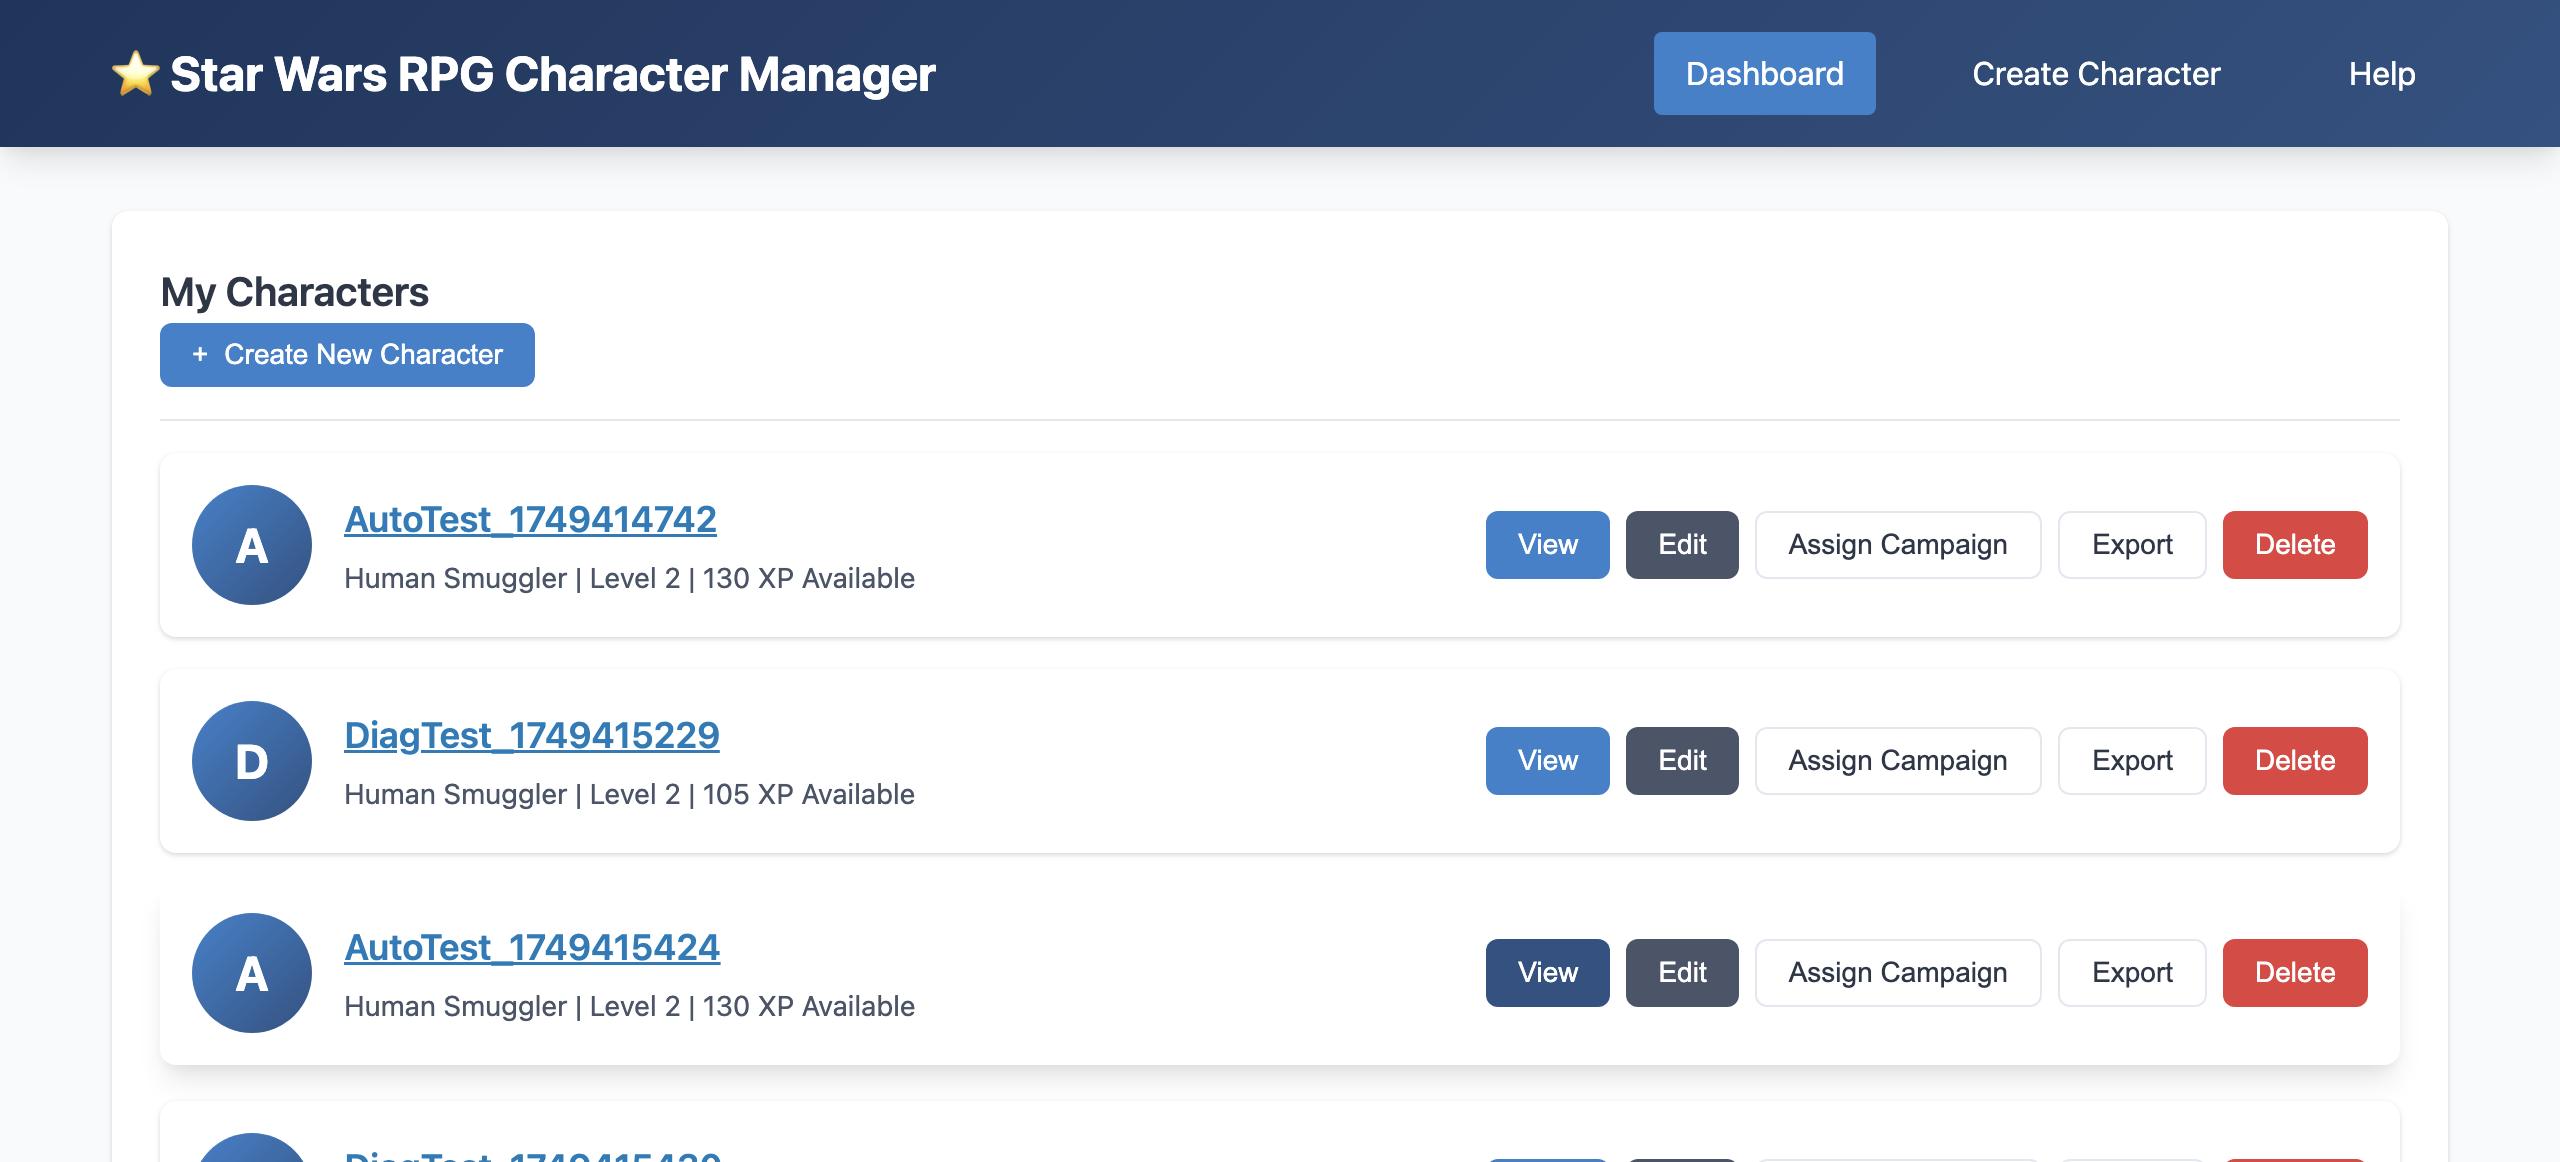 ⭐ Star Wars RPG Character Manager
Dashboard
Create Character
Help
My Characters
+ Create New Character
A
AutoTest_1749414742
Human Smuggler | Level 2 | 130 XP Available
View
Edit
Assign Campaign
Export
Delete
D
DiagTest_1749415229
Human Smuggler | Level 2 | 105 XP Available
View
Edit
Assign Campaign
Export
Delete
A
AutoTest_1749415424
Human Smuggler | Level 2 | 130 XP Available
View
Edit
Assign Campaign
Export
Delete